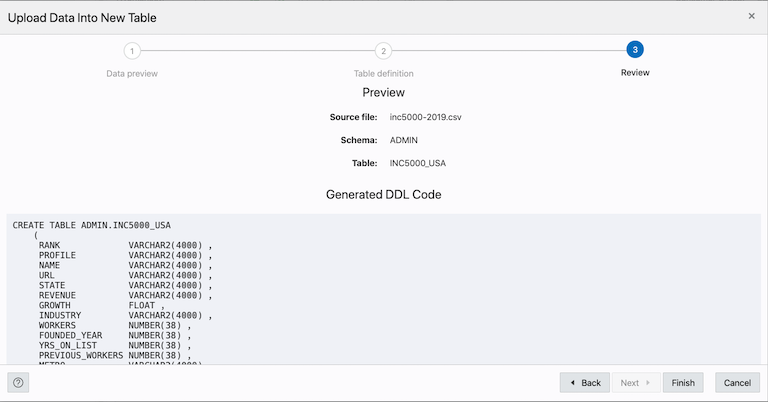 Upload Data Into New Table
×
1 2 3
Data preview Table definition Review
Preview
Source file: inc5000-2019.csv
Schema: ADMIN
Table: INC5000_USA
Generated DDL Code
CREATE TABLE ADMIN.INC5000_USA
(
RANK VARCHAR2(4000) ,
PROFILE VARCHAR2(4000) ,
NAME VARCHAR2(4000) ,
URL VARCHAR2(4000) ,
STATE VARCHAR2(4000) ,
REVENUE VARCHAR2(4000) ,
GROWTH FLOAT ,
INDUSTRY VARCHAR2(4000) ,
WORKERS NUMBER(38) ,
FOUNDED_YEAR NUMBER(38) ,
YRS_ON_LIST NUMBER(38) ,
PREVIOUS_WORKERS NUMBER(38) ,
METRO VARCHAR2(4000)
? Back Next Finish Cancel